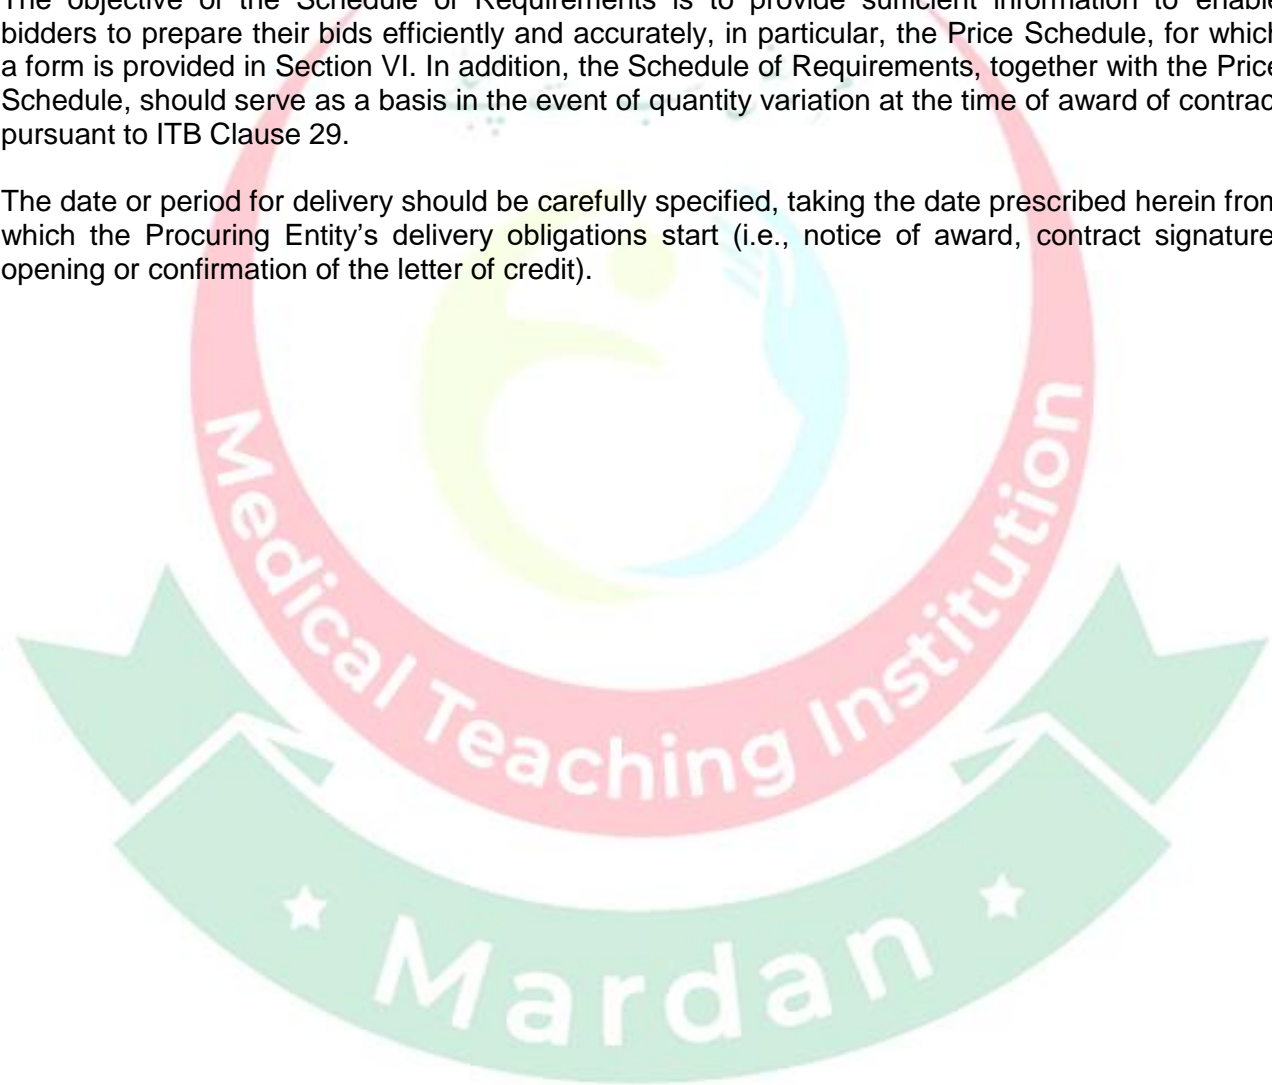 The objective of the Schedule of Requirements is to provide sufficient information to enable
bidders to prepare their bids efficiently and accurately, in particular, the Price Schedule, for which
a form is provided in Section VI. In addition, the Schedule of Requirements, together with the Price
Schedule, should serve as a basis in the event of quantity variation at the time of award of contrac
pursuant to ITB Clause 29.
The date or period for delivery should be carefully specified, taking the date prescribed herein from
which the Procuring Entity’s delivery obligations start (i.e., notice of award, contract signature,
opening or confirmation of the letter of credit).
Medical Teaching Institution
Mardan